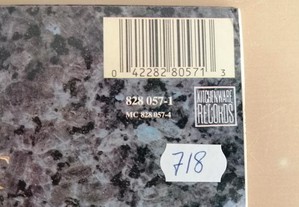 0 42282 80571 3
828 057-1
MC 828 057-4
KITCHENWARE
RECORDS
718